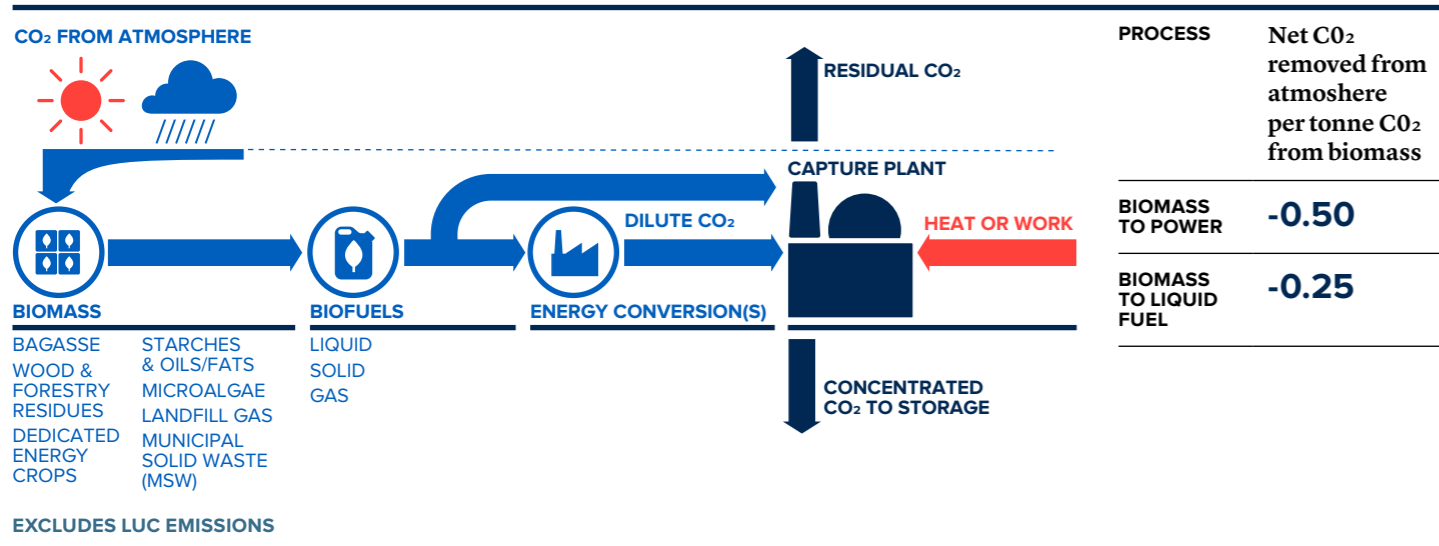 CO₂ FROM ATMOSPHERE
RESIDUAL CO₂
CAPTURE PLANT
DILUTE CO₂
HEAT OR WORK
BIOMASS
BIOFUELS
ENERGY CONVERSION(S)
BAGASSE
WOOD &
FORESTRY
RESIDUES
DEDICATED
ENERGY
CROPS
STARCHES
& OILS/FATS
MICROALGAE
LANDFILL GAS
MUNICIPAL
SOLID WASTE
(MSW)
LIQUID
SOLID
GAS
CONCENTRATED
CO₂ TO STORAGE
EXCLUDES LUC EMISSIONS
PROCESS
Net C0₂
removed from
atmoshere
per tonne C0₂
from biomass
BIOMASS
TO POWER
-0.50
BIOMASS
TO LIQUID
FUEL
-0.25